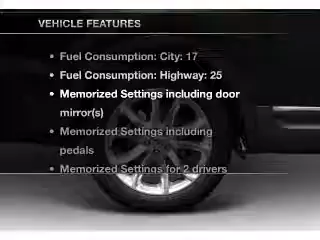 VEHICLE FEATURES
• Fuel Consumption: City: 17
• Fuel Consumption: Highway: 25
• Memorized Settings including door
mirror(s)
• Memorized Settings including
pedals
• Memorized Settings for 2 drivers